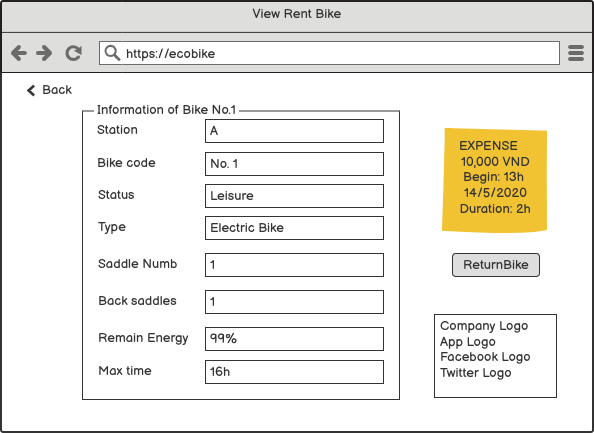 View Rent Bike
https://ecobike
Back
Information of Bike No.1
Station A
Bike code No. 1
Status Leisure
Type Electric Bike
Saddle Numb 1
Back saddles 1
Remain Energy 99%
Max time 16h
EXPENSE
10,000 VND
Begin: 13h
14/5/2020
Duration: 2h
ReturnBike
Company Logo
App Logo
Facebook Logo
Twitter Logo